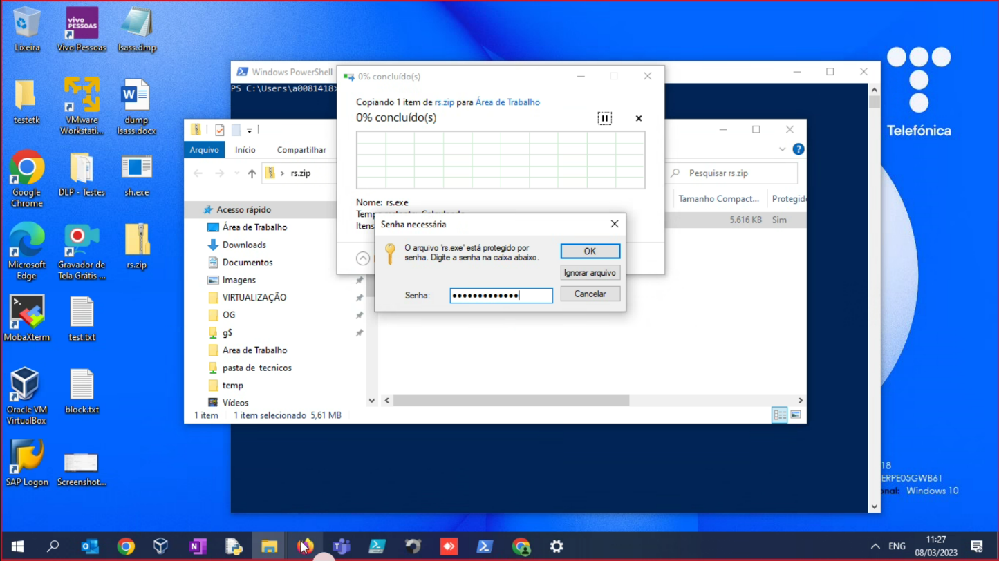 Lixeira
Vivo Pessoas
lsass.dmp
vivo
PESSOAS
testetk
VMware
Workstati...
dump
lsass.docx
W
Google
Chrome
DLP - Testes
sh.exe
Microsoft
Edge
Gravador de
Tela Grátis ...
rs.zip
MobaXterm
test.txt
Oracle VM
VirtualBox
block.txt
SAP Logon
Screenshot...
Windows PowerShell
PS C:\Users\a0081418>
Arquivo
Início
Compartilhar
rs.zip
Pesquisar rs.zip
Tamanho Compact...
Protegid
5.616 KB
Sim
Acesso rápido
Área de Trabalho
Downloads
Documentos
Imagens
VIRTUALIZAÇÃO
OG
g$
Area de Trabalho
pasta de tecnicos
temp
Vídeos
1 item
1 item selecionado 5,61 MB
0% concluído(s)
Copiando 1 item de rs.zip para Área de Trabalho
0% concluído(s)
Nome: rs.exe
Itens
Senha necessária
O arquivo 'rs.exe' está protegido por
senha. Digite a senha na caixa abaixo.
OK
Ignorar arquivo
Cancelar
Senha:
Telefónica
18
ERPE05GWB61
onal: Windows 10
ENG
11:27
08/03/2023